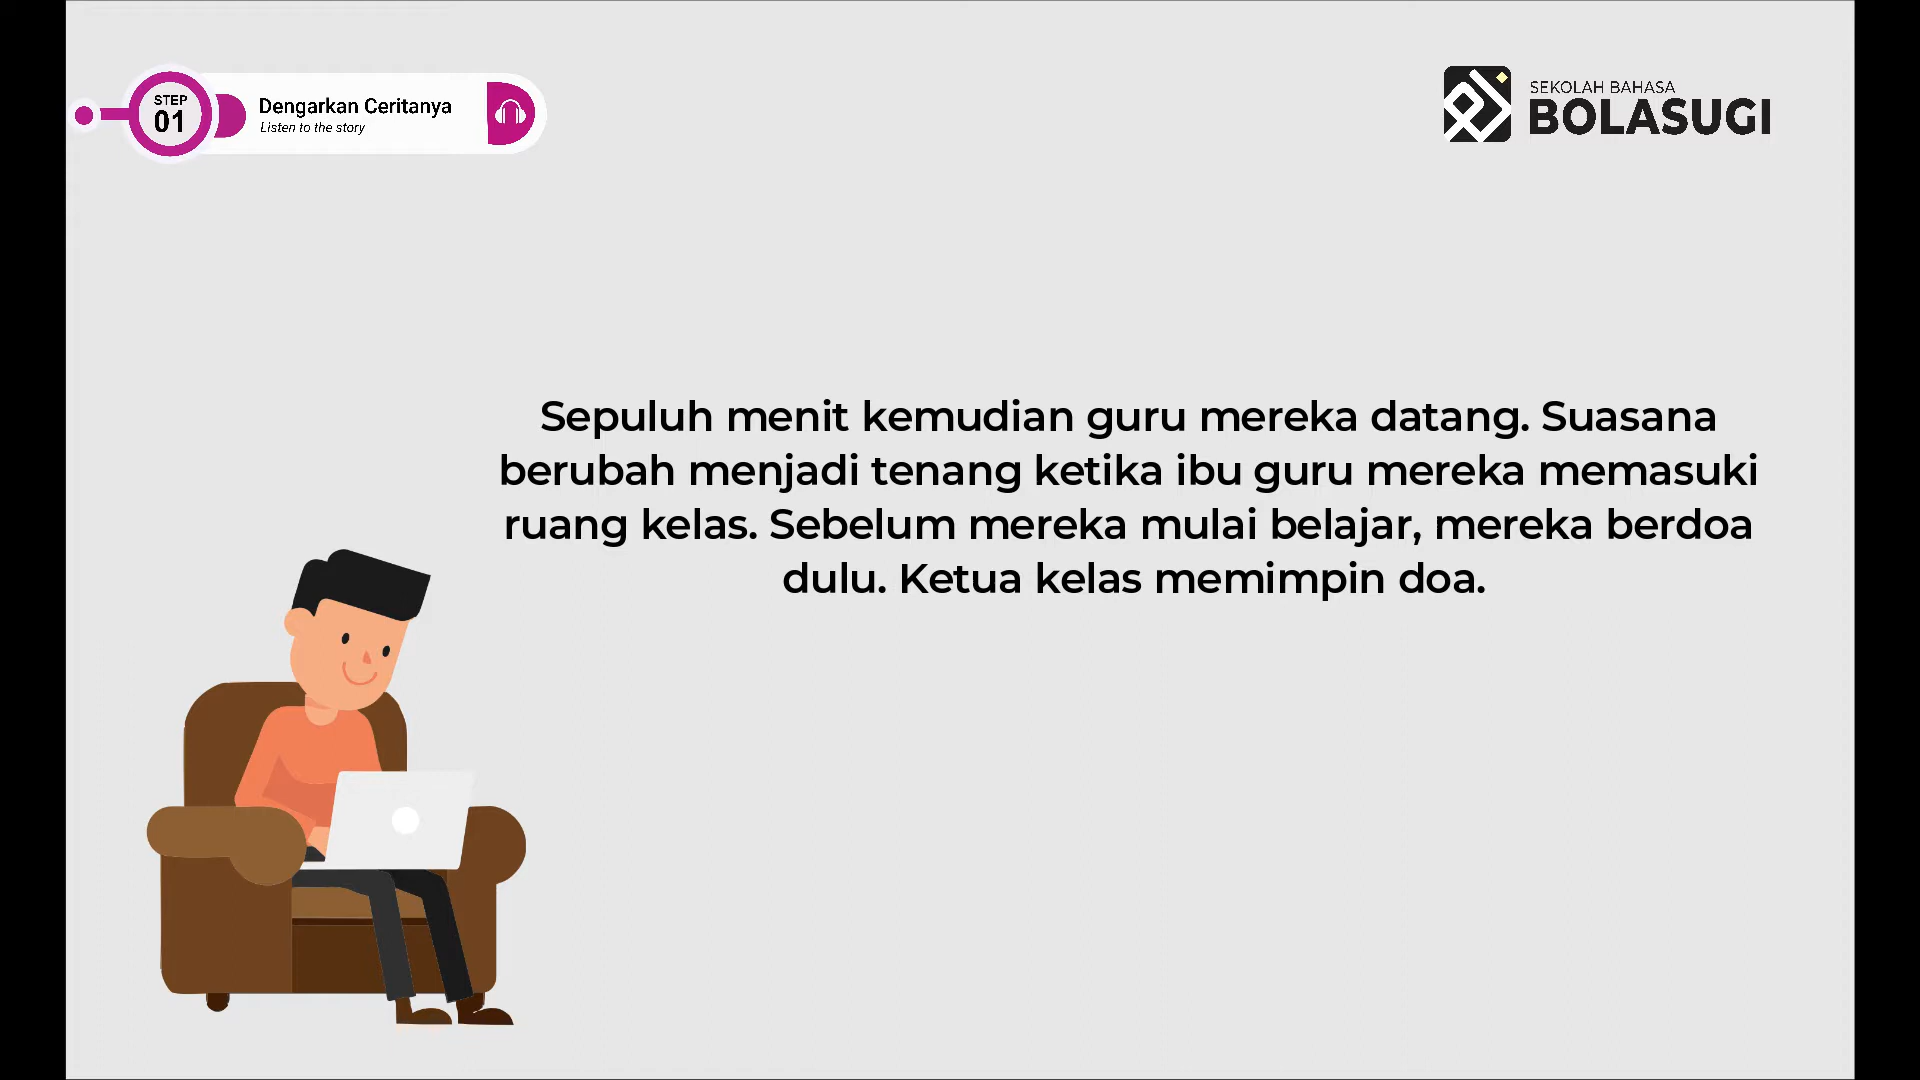 STEP
01
Dengarkan Ceritanya
Listen to the story
SEKOLAH BAHASA
BOLASUGI
Sepuluh menit kemudian guru mereka datang. Suasana
berubah menjadi tenang ketika ibu guru mereka memasuki
ruang kelas. Sebelum mereka mulai belajar, mereka berdoa
dulu. Ketua kelas memimpin doa.